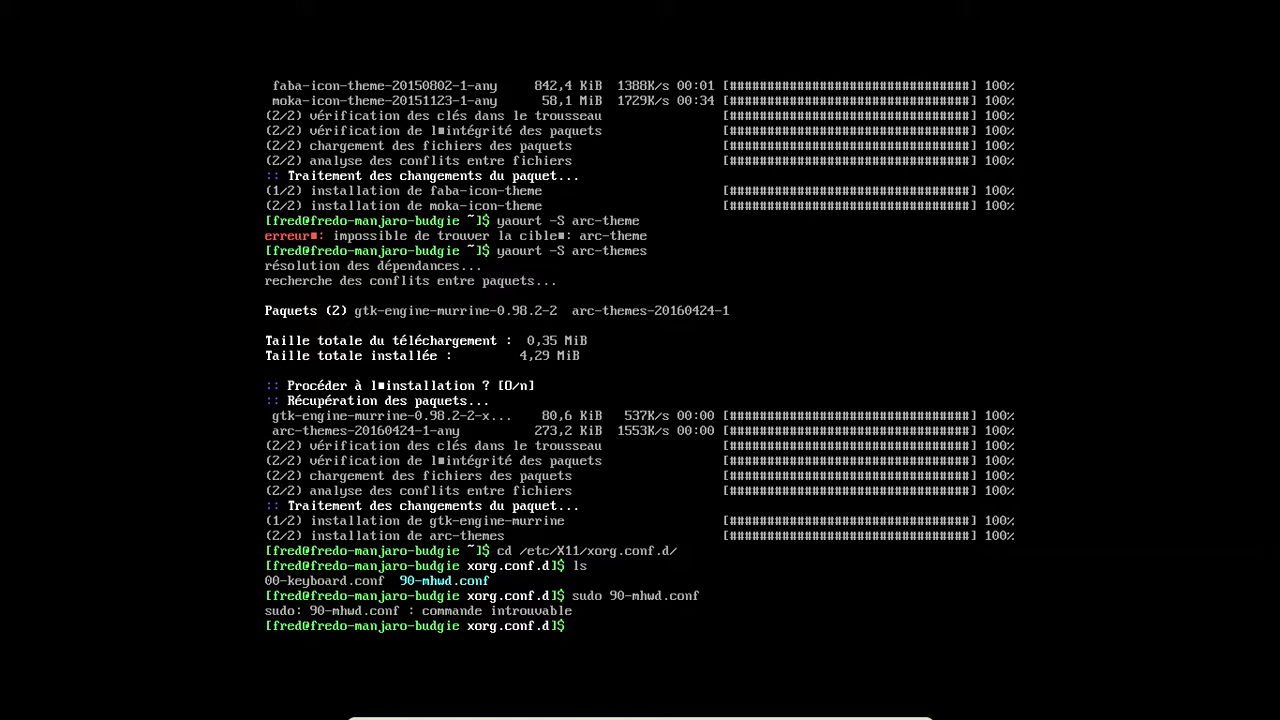 faba-icon-theme-20150802-1-any 842,4 KiB 1388K/s 00:01 [################################] 100%
moka-icon-theme-20151123-1-any 58,1 MiB 1729K/s 00:34 [################################] 100%
(2/2) vérification des clés dans le trousseau [################################] 100%
(2/2) vérification de l■intégrité des paquets [################################] 100%
(2/2) chargement des fichiers des paquets [################################] 100%
(2/2) analyse des conflits entre fichiers [################################] 100%
:: Traitement des changements du paquet...
(1/2) installation de faba-icon-theme [################################] 100%
(2/2) installation de moka-icon-theme [################################] 100%
[fred@fredo-manjaro-budgie ~]$ yaourt -S arc-theme
erreur■: impossible de trouver la cible■: arc-theme
[fred@fredo-manjaro-budgie ~]$ yaourt -S arc-themes
résolution des dépendances...
recherche des conflits entre paquets...
Paquets (2) gtk-engine-murrine-0.98.2-2 arc-themes-20160424-1
Taille totale du téléchargement : 0,35 MiB
Taille totale installée : 4,29 MiB
:: Procéder à l■installation ? [O/n]
:: Récupération des paquets...
gtk-engine-murrine-0.98.2-2-x... 80,6 KiB 537K/s 00:00 [################################] 100%
arc-themes-20160424-1-any 273,2 KiB 1553K/s 00:00 [################################] 100%
(2/2) vérification des clés dans le trousseau [################################] 100%
(2/2) vérification de l■intégrité des paquets [################################] 100%
(2/2) chargement des fichiers des paquets [################################] 100%
(2/2) analyse des conflits entre fichiers [################################] 100%
:: Traitement des changements du paquet...
(1/2) installation de gtk-engine-murrine [################################] 100%
(2/2) installation de arc-themes [################################] 100%
[fred@fredo-manjaro-budgie ~]$ cd /etc/X11/xorg.conf.d/
[fred@fredo-manjaro-budgie xorg.conf.d]$ ls
00-keyboard.conf 90-mhwd.conf
[fred@fredo-manjaro-budgie xorg.conf.d]$ sudo 90-mhwd.conf
sudo: 90-mhwd.conf : commande introuvable
[fred@fredo-manjaro-budgie xorg.conf.d]$